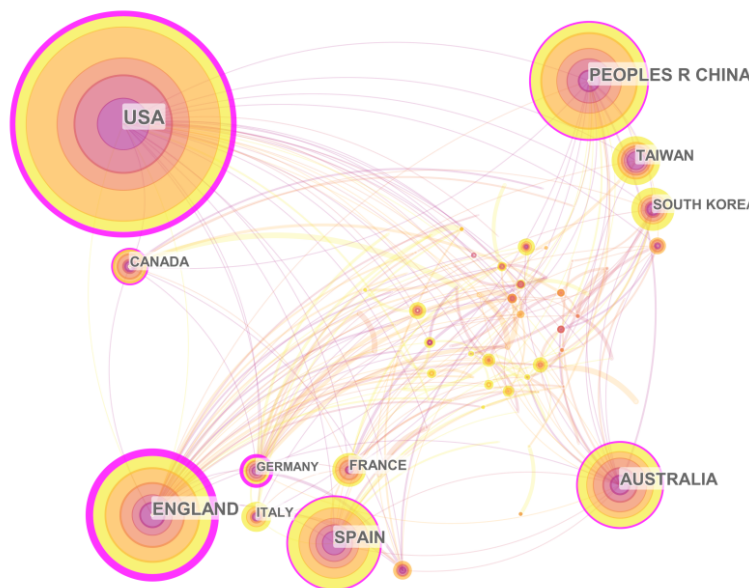 PEOPLES R CHINA
USA
TAIWAN
SOUTH KOREA
CANADA
GERMANY
FRANCE
AUSTRALIA
ENGLAND
ITALY
SPAIN